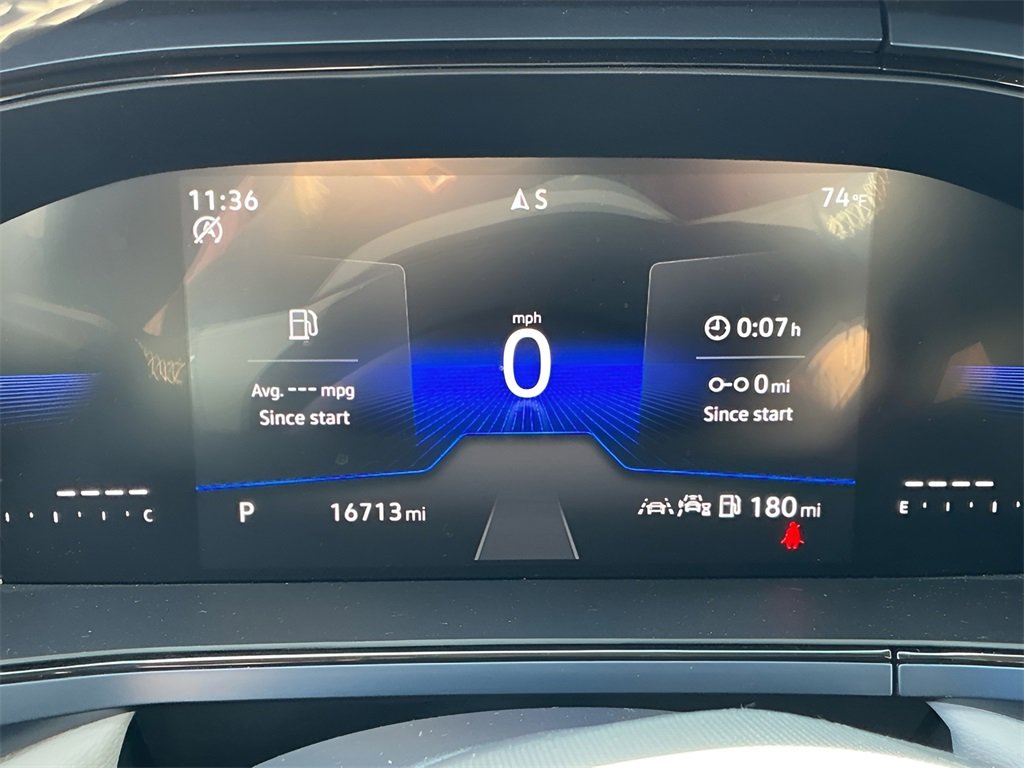 11:36
S
74°F
A
mph
0
0:07h
Avg. --- mpg
Since start
0mi
Since start
C
P
16713mi
180mi
E